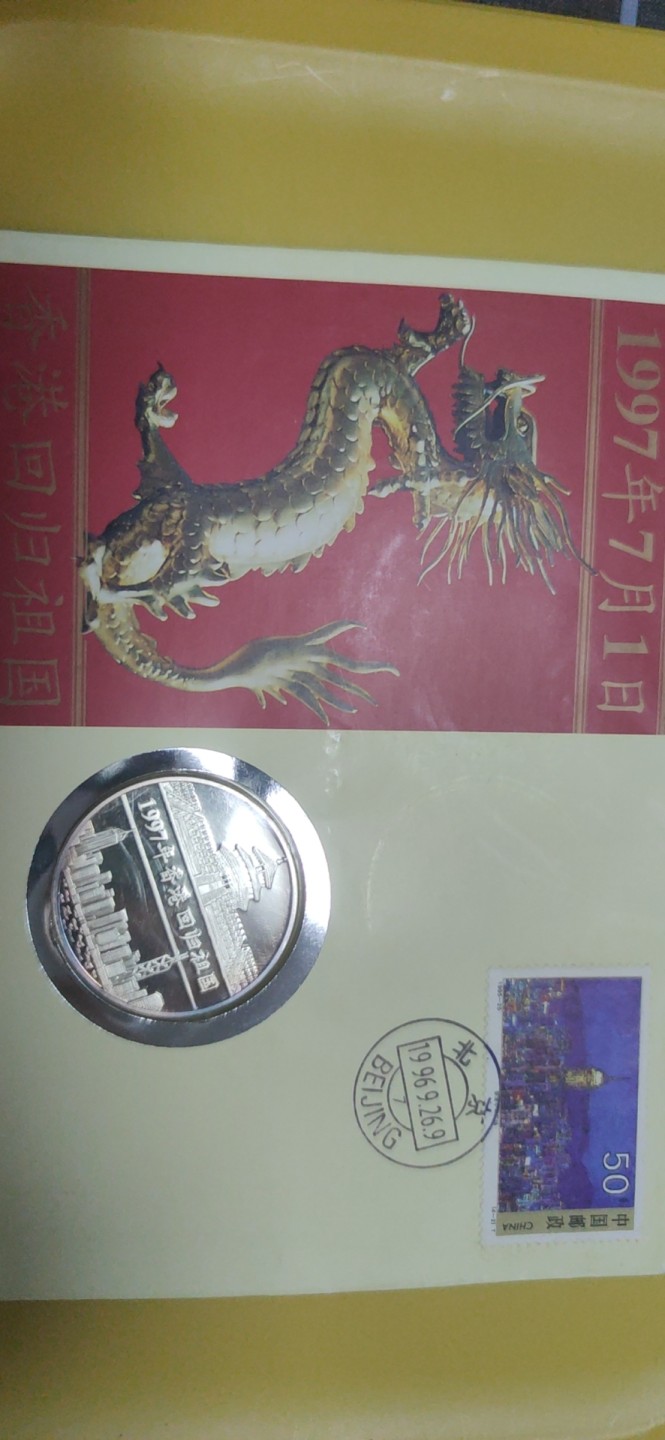 1997年7月1日
香港回归祖国
1997年香港回归祖国
北京
1996.9.26.9
7
BEIJING
50
中国邮政
CHINA